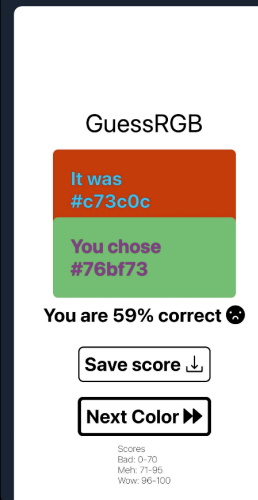 GuessRGB
It was
#c73c0c
You chose
#76bf73
You are 59% correct
Save score
Next Color
Scores
Bad: 0-70
Meh: 71-95
Wow: 96-100